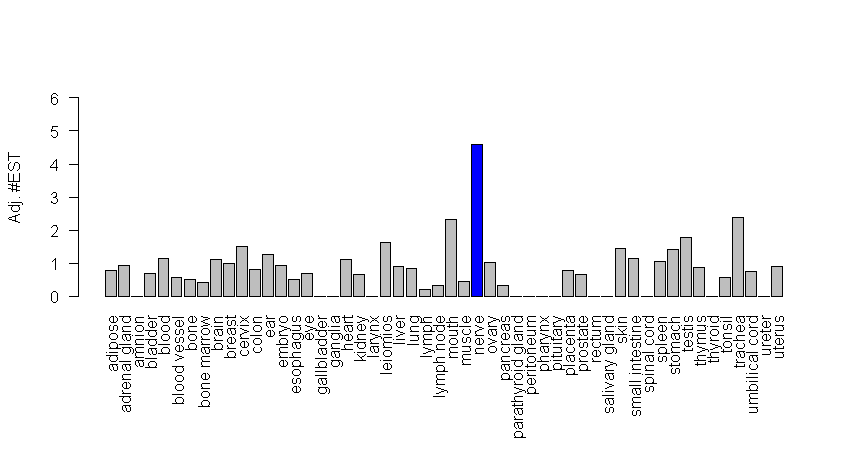 Adj. #EST
6
5
4
3
2
1
0
adipose
adrenal gland
amnion
bladder
blood
blood vessel
bone
bone marrow
brain
breast
cervix
colon
ear
embryo
esophagus
eye
gallbladder
ganglia
heart
kidney
larynx
leiomios
liver
lung
lymph
lymph node
mouth
muscle
nerve
ovary
pancreas
parathyroid gland
peritoneum
pharynx
pituitary
placenta
prostate
rectum
salivary gland
skin
small intestine
spinal cord
spleen
stomach
testis
thymus
thyroid
tonsil
trachea
umbilical cord
ureter
uterus